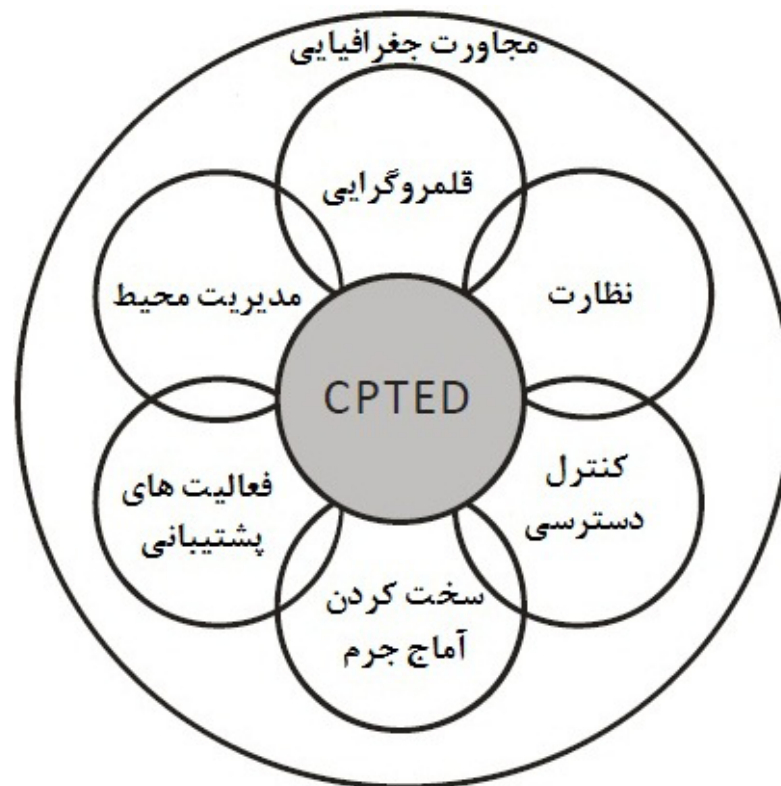 مجاورت جغرافیایی
قلمروگرایی
نظارت
مدیریت محیط
CPTED
کنترل
دسترسی
فعالیت های
پشتیبانی
سخت کردن
آماج جرم